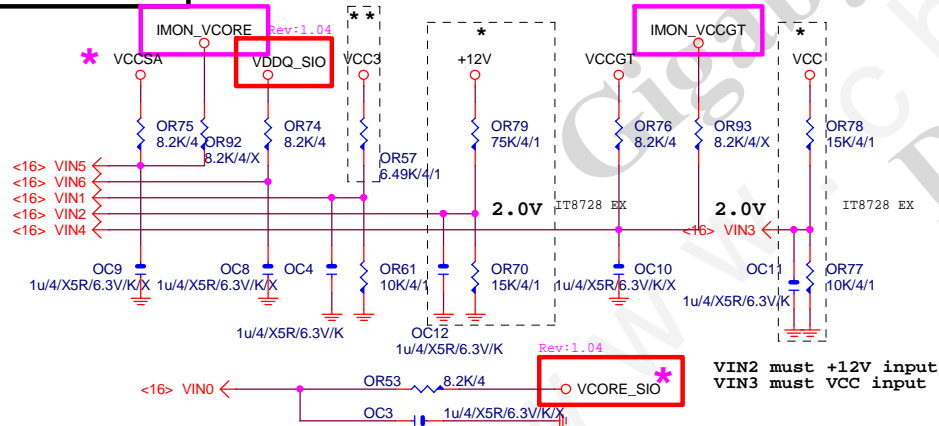 IMON_VCORE
Rev:1.04
* *
*
IMON_VCCGT
*
*
VCCSA
VDDQ_SIO
VCC3
+12V
VCCGT
VCC
OR75
8.2K/4
OR92
8.2K/4/X
OR74
8.2K/4
OR57
6.49K/4/1
OR79
75K/4/1
OR76
8.2K/4
OR93
8.2K/4/X
OR78
15K/4/1
<16> VIN5
<16> VIN6
<16> VIN1
<16> VIN2
<16> VIN4
2.0V
IT8728 EX
2.0V
IT8728 EX
<16> VIN3
OC9
1u/4/X5R/6.3V/K/X
OC8
1u/4/X5R/6.3V/K/X
OC4
1u/4/X5R/6.3V/K
OR61
10K/4/1
OC12
1u/4/X5R/6.3V/K
OR70
15K/4/1
OC10
1u/4/X5R/6.3V/K/X
OC11
1u/4/X5R/6.3V/K
OR77
10K/4/1
Rev:1.04
<16> VIN0
OR53
8.2K/4
VCORE_SIO
*
OC3
1u/4/X5R/6.3V/K/X
VIN2 must +12V input
VIN3 must VCC input